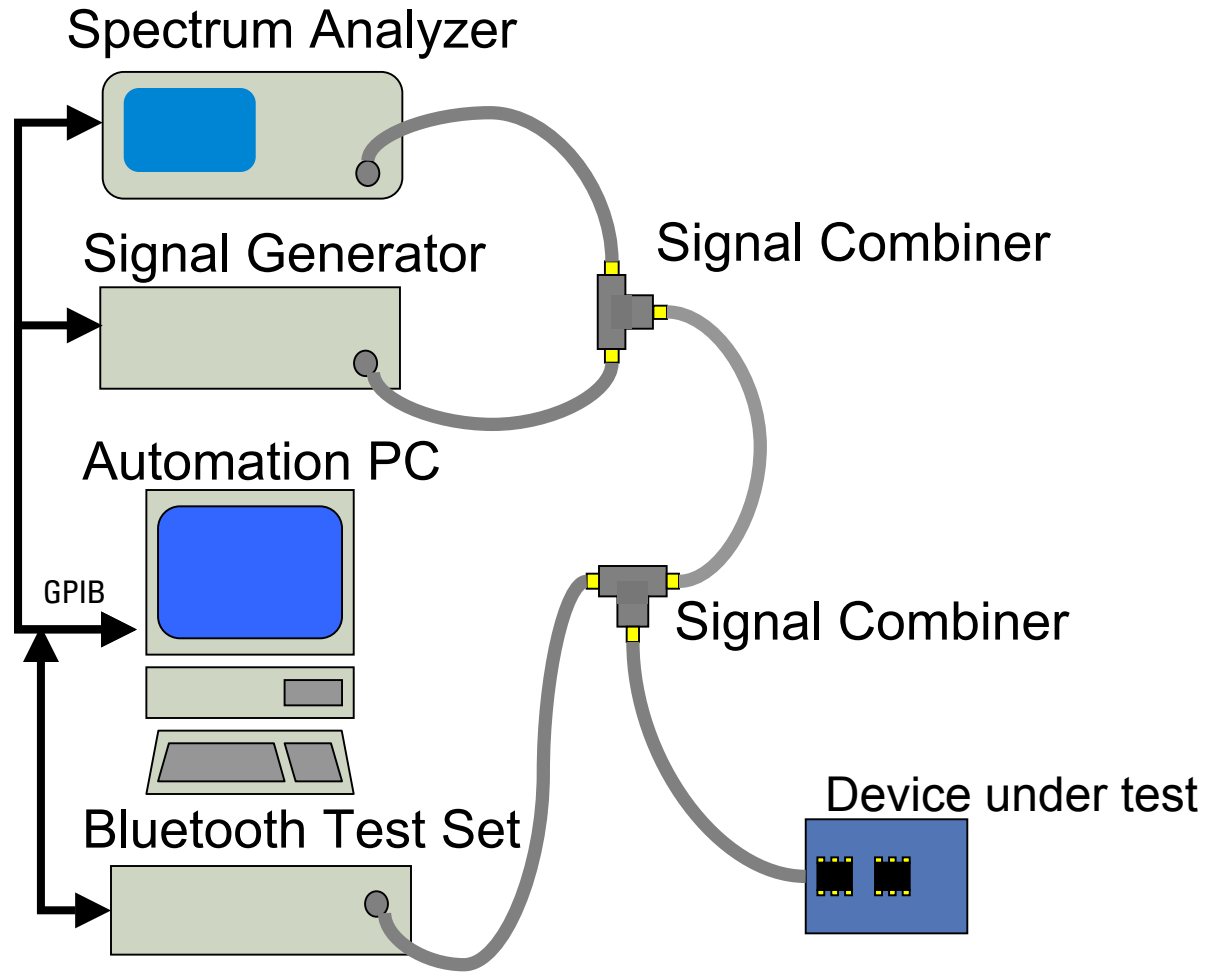 Spectrum Analyzer
Signal Generator
Signal Combiner
Automation PC
GPIB
Signal Combiner
Device under test
Bluetooth Test Set